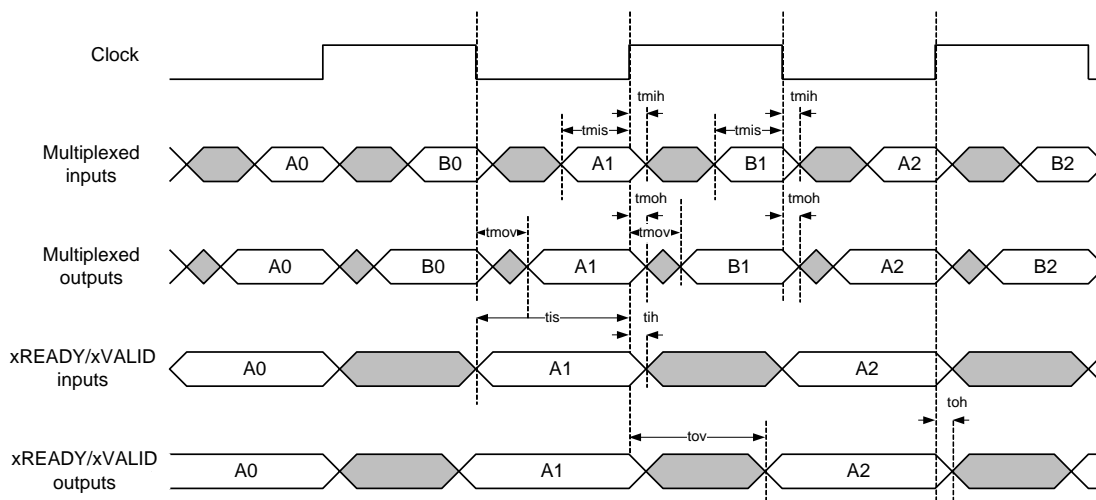 Clock
tmih
tmih
tmis
tmis
Multiplexed
inputs
A0
B0
A1
B1
A2
B2
tmoh
tmoh
tmov
tmov
Multiplexed
outputs
A0
B0
A1
B1
A2
B2
tis
tih
xREADY/xVALID
inputs
A0
A1
A2
toh
tov
xREADY/xVALID
outputs
A0
A1
A2